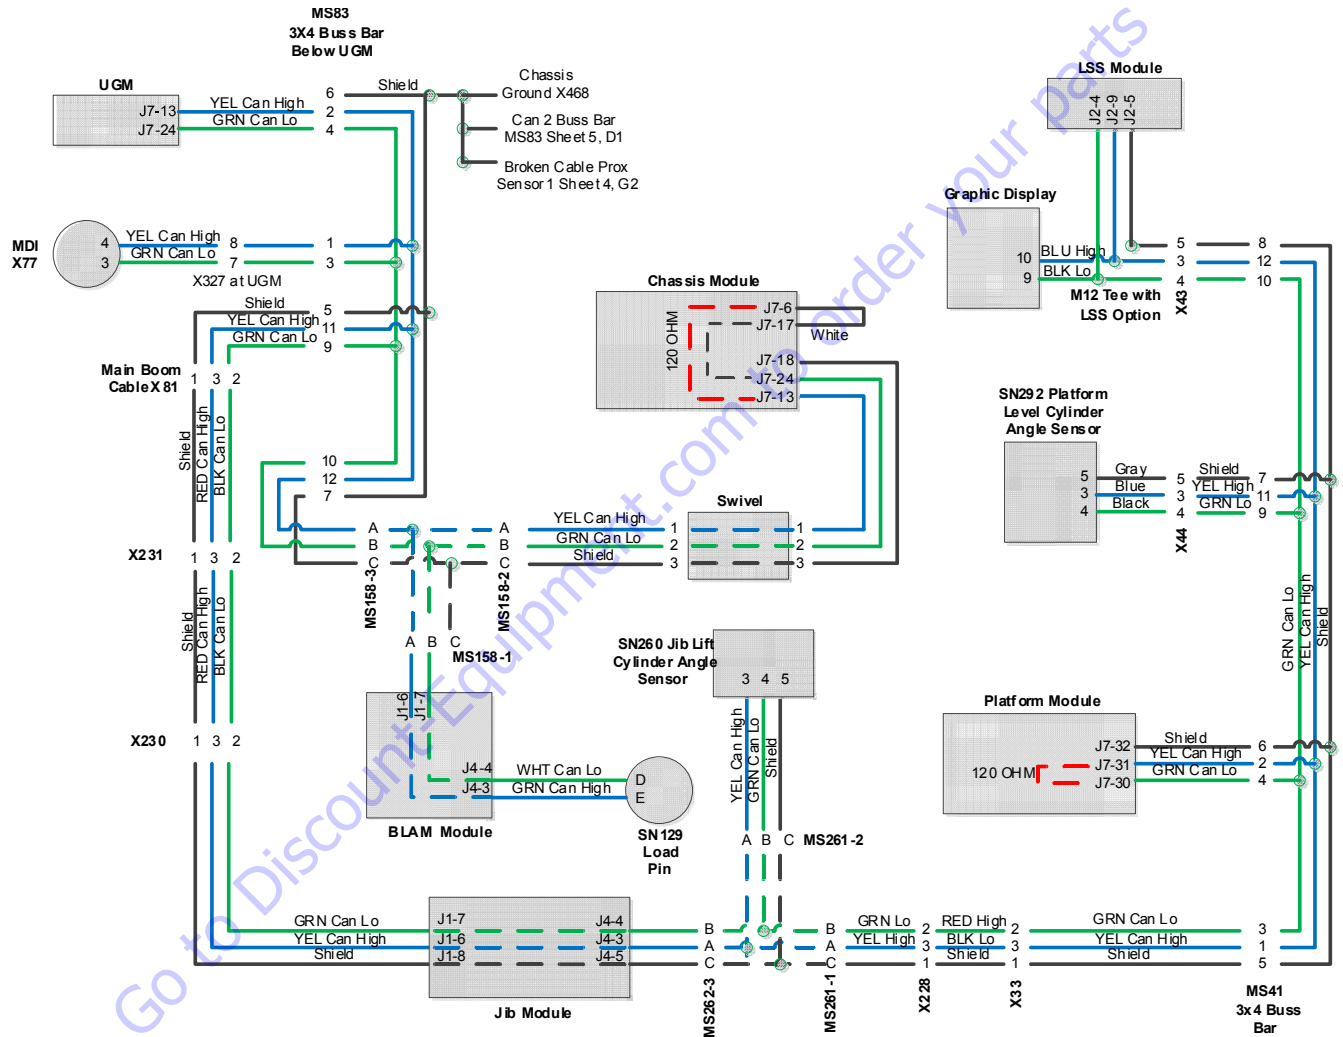 MS83
3X4 Buss Bar
Below UGM
UGM
J7-13
J7-24
YEL Can High
GRN Can Lo
6
2
4
Shield
Chassis
Ground X468
Can 2 Buss Bar
MS83 Sheet 5, D1
Broken Cable Prox
Sensor 1 Sheet 4, G2
MDI
X77
4
3
YEL Can High
GRN Can Lo
8
7
1
3
X327 at UGM
Shield
YEL Can High
GRN Can Lo
5
11
9
Main Boom
Cable X 81
1 3 2
Shield
RED Can High
BLK Can Lo
10
12
7
X231
1 3 2
Shield
RED Can High
BLK Can Lo
X230
1 3 2
A
B
C
MS158-3
A
B
C
MS158-2
A B C
MS158-1
YEL Can High
GRN Can Lo
Shield
1
2
3
Swivel
1
2
3
Chassis Module
120 OHM
J7-6
J7-17
White
J7-18
J7-24
J7-13
J1-6
J1-7
J4-4
J4-3
BLAM Module
WHT Can Lo
GRN Can High
D
E
SN129
Load
Pin
SN260 Jib Lift
Cylinder Angle
Sensor
3 4 5
YEL Can High
GRN Can Lo
Shield
A B C MS261-2
LSS Module
J2-4
J2-9
J2-5
Graphic Display
10
9
BLU High
BLK Lo
5
3
4
8
12
10
M12 Tee with
LSS Option
X43
SN292 Platform
Level Cylinder
Angle Sensor
5
3
4
Gray
Blue
Black
5
3
4
Shield
YEL High
GRN Lo
7
11
9
X44
GRN Can Lo
YEL Can High
Shield
Platform Module
120 OHM
J7-32
J7-31
J7-30
Shield
YEL Can High
GRN Can Lo
6
2
4
GRN Can Lo
YEL Can High
Shield
J1-7
J1-6
J1-8
J4-4
J4-3
J4-5
Jib Module
B
A
C
MS262-3
B
A
C
MS261-1
GRN Lo
YEL High
2
3
1
X228
RED High
BLK Lo
Shield
2
3
1
X33
GRN Can Lo
YEL Can High
Shield
3
1
5
MS41
3x4 Buss
Bar
Go to Discount-Equipment.com to order your parts